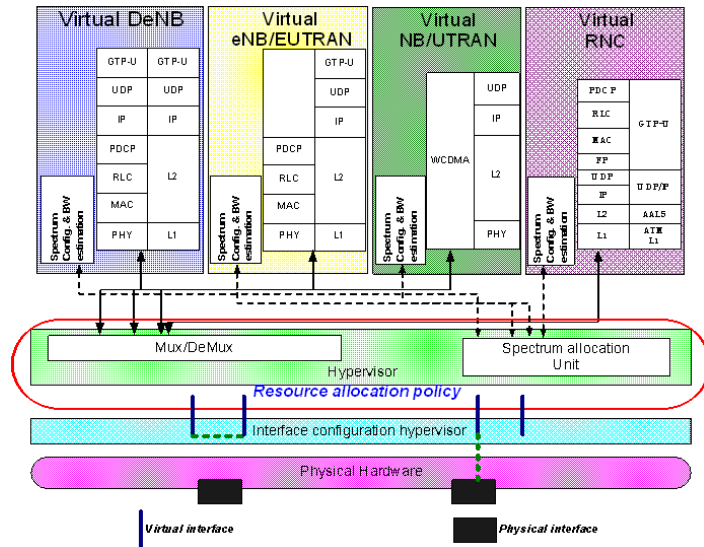 Virtual DeNB
Virtual
eNB/EUTRAN
Virtual
NB/UTRAN
Virtual
RNC
GTP-U
GTP-U
UDP
UDP
IP
IP
PDCP
RLC
L2
MAC
PHY
L1
Spectrum
Config. & BW
estimation
GTP-U
UDP
IP
PDCP
RLC
L2
MAC
PHY
L1
Spectrum
Config. & BW
estimation
WCDMA
UDP
IP
L2
PHY
Spectrum
Config. & BW
estimation
PDCP
RLC
MAC
FP
UDP
IP
L2
L1
GTP-U
UDP/IP
AAL5
ATM
L1
Spectrum
Config. & BW
estimation
Mux/DeMux
Spectrum allocation
Unit
Hypervisor
Resource allocation policy
Interface configuration hypervisor
Physical Hardware
Virtual interface
Physical interface